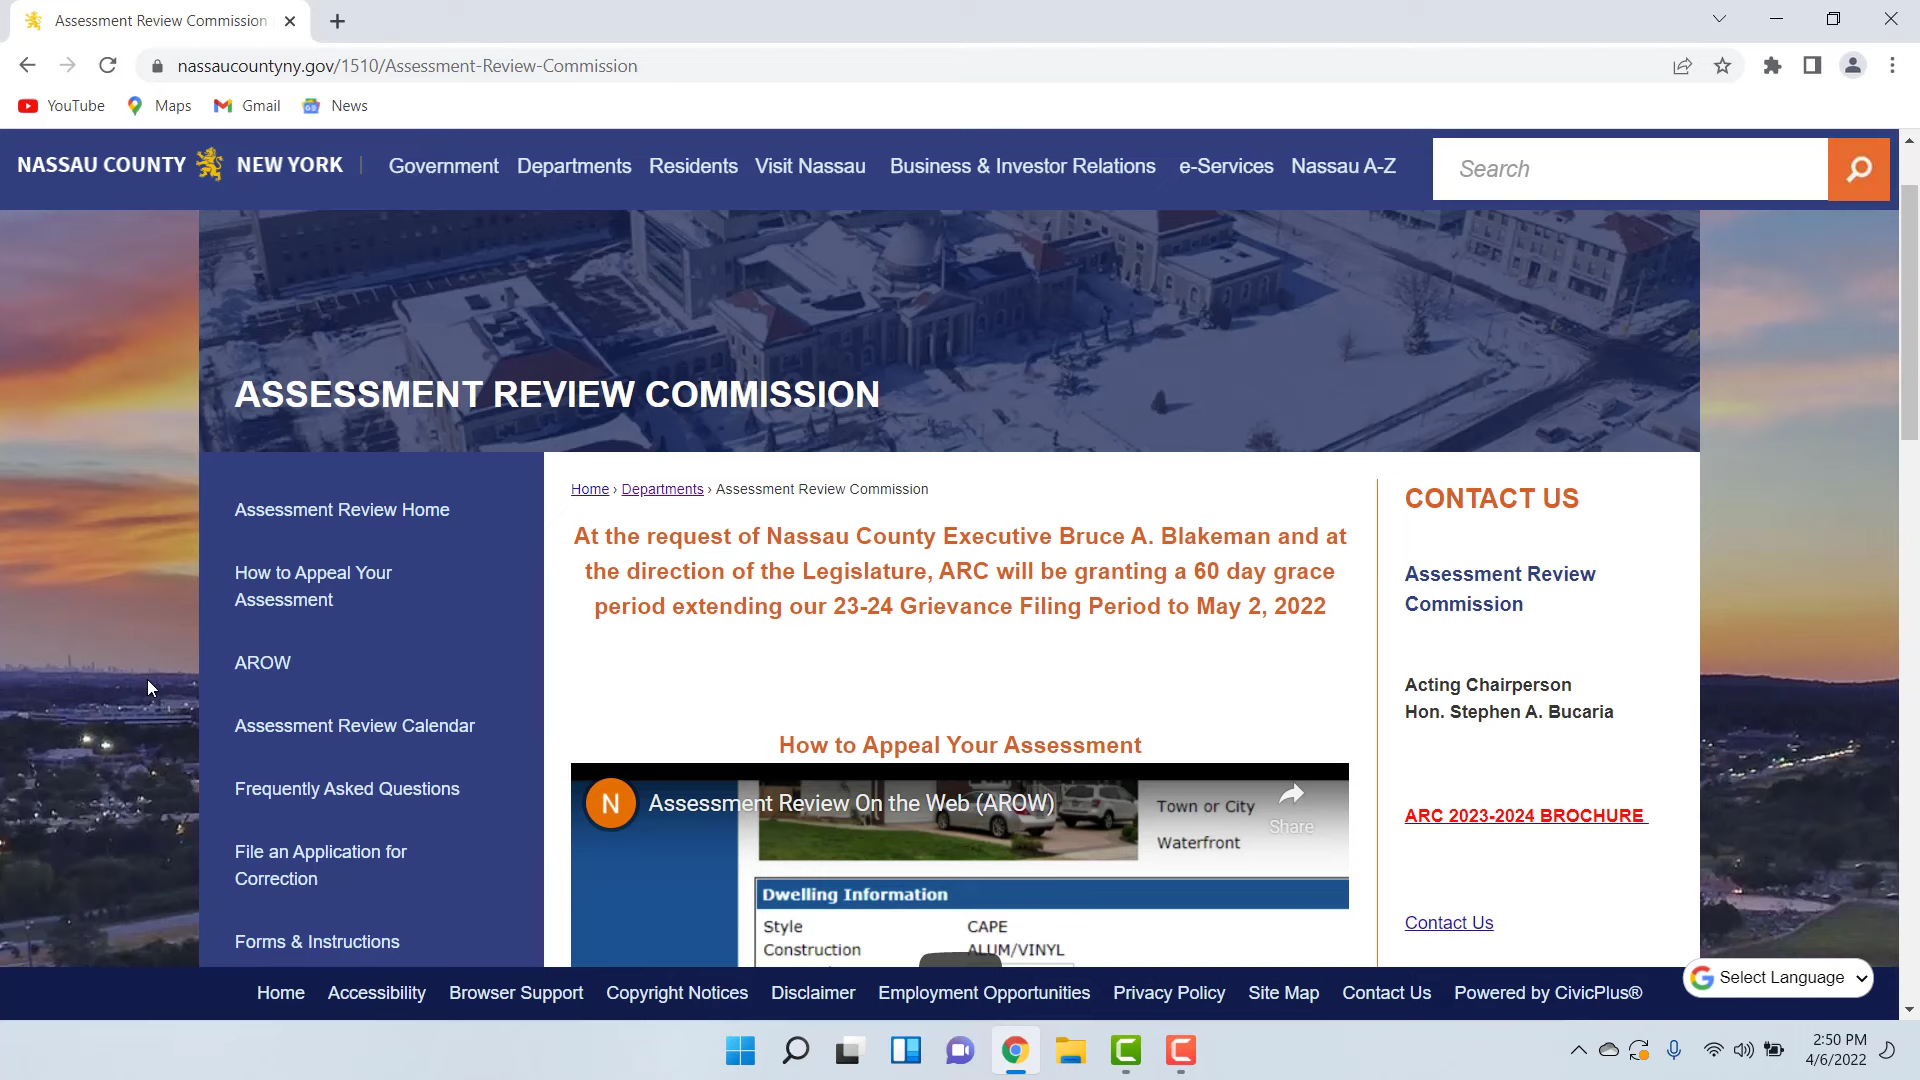 Assessment Review Commission
nassaucountyny.gov/1510/Assessment-Review-Commission
YouTube Maps Gmail News
NASSAU COUNTY NEW YORK
Government Departments Residents Visit Nassau Business & Investor Relations e-Services Nassau A-Z
Search
ASSESSMENT REVIEW COMMISSION
Assessment Review Home
How to Appeal Your
Assessment
AROW
Assessment Review Calendar
Frequently Asked Questions
File an Application for
Correction
Forms & Instructions
Home › Departments › Assessment Review Commission
At the request of Nassau County Executive Bruce A. Blakeman and at
the direction of the Legislature, ARC will be granting a 60 day grace
period extending our 23-24 Grievance Filing Period to May 2, 2022
How to Appeal Your Assessment
N Assessment Review On the Web (AROW)
Share
Town or City
Waterfront
Dwelling Information
Style CAPE
Construction ALUM/VINYL
CONTACT US
Assessment Review
Commission
Acting Chairperson
Hon. Stephen A. Bucaria
ARC 2023-2024 BROCHURE
Contact Us
Select Language
Home Accessibility Browser Support Copyright Notices Disclaimer Employment Opportunities Privacy Policy Site Map Contact Us Powered by CivicPlus®
2:50 PM
4/6/2022